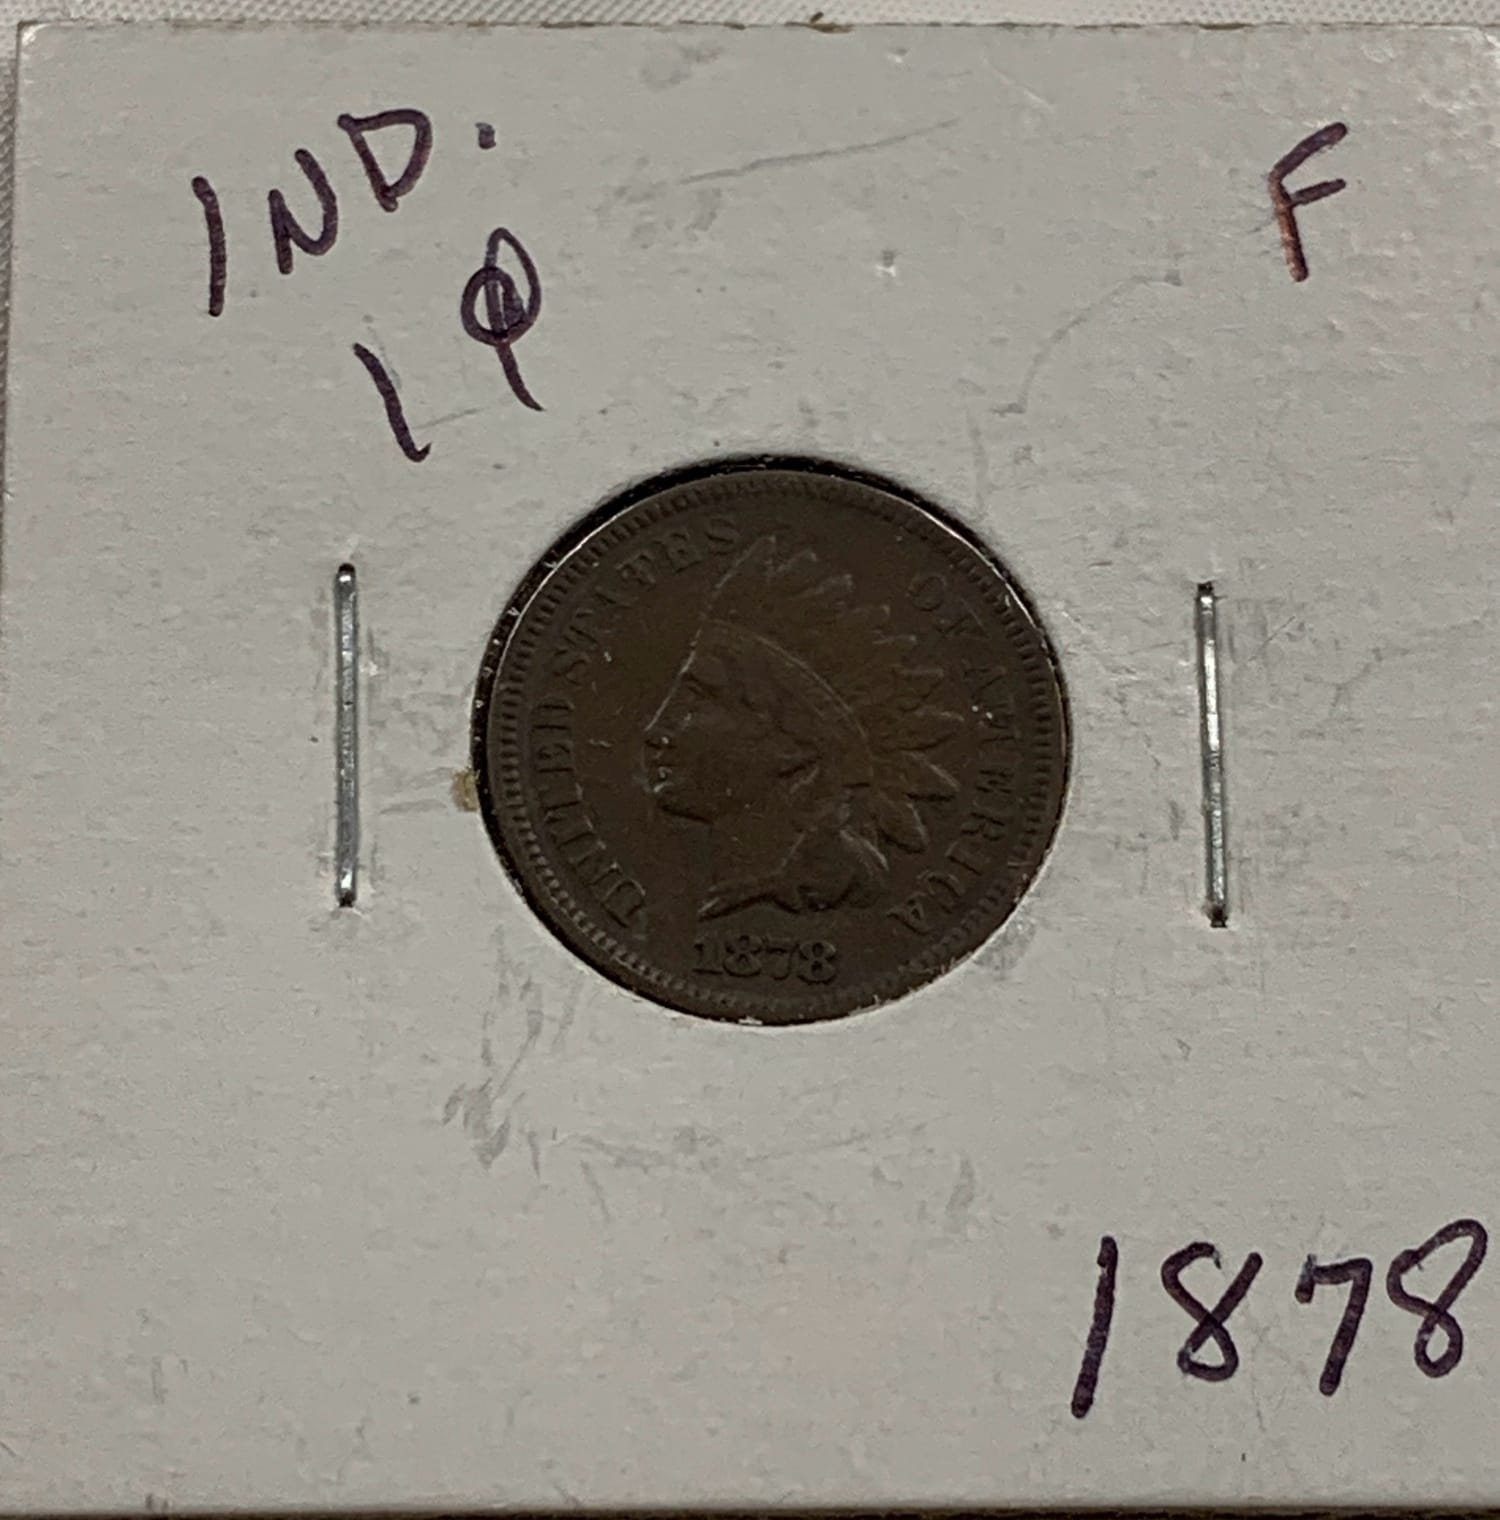 IND.
1¢
F
UNITED STATES OF AMERICA
1878
1878